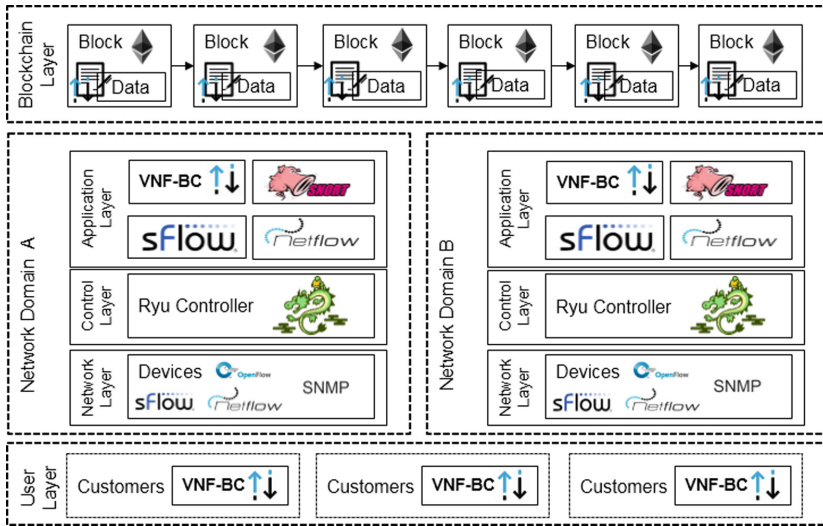 Blockchain
Layer
Block
Data
Block
Data
Block
Data
Block
Data
Block
Data
Block
Data
Network Domain A
Application
Layer
VNF-BC
SNORT
sFlow
netflow
Control
Layer
Ryu Controller
Network
Layer
Devices
OpenFlow
SNMP
sFlow
netflow
Network Domain B
Application
Layer
VNF-BC
SNORT
sFlow
netflow
Control
Layer
Ryu Controller
Network
Layer
Devices
OpenFlow
SNMP
sFlow
netflow
User
Layer
Customers
VNF-BC
Customers
VNF-BC
Customers
VNF-BC